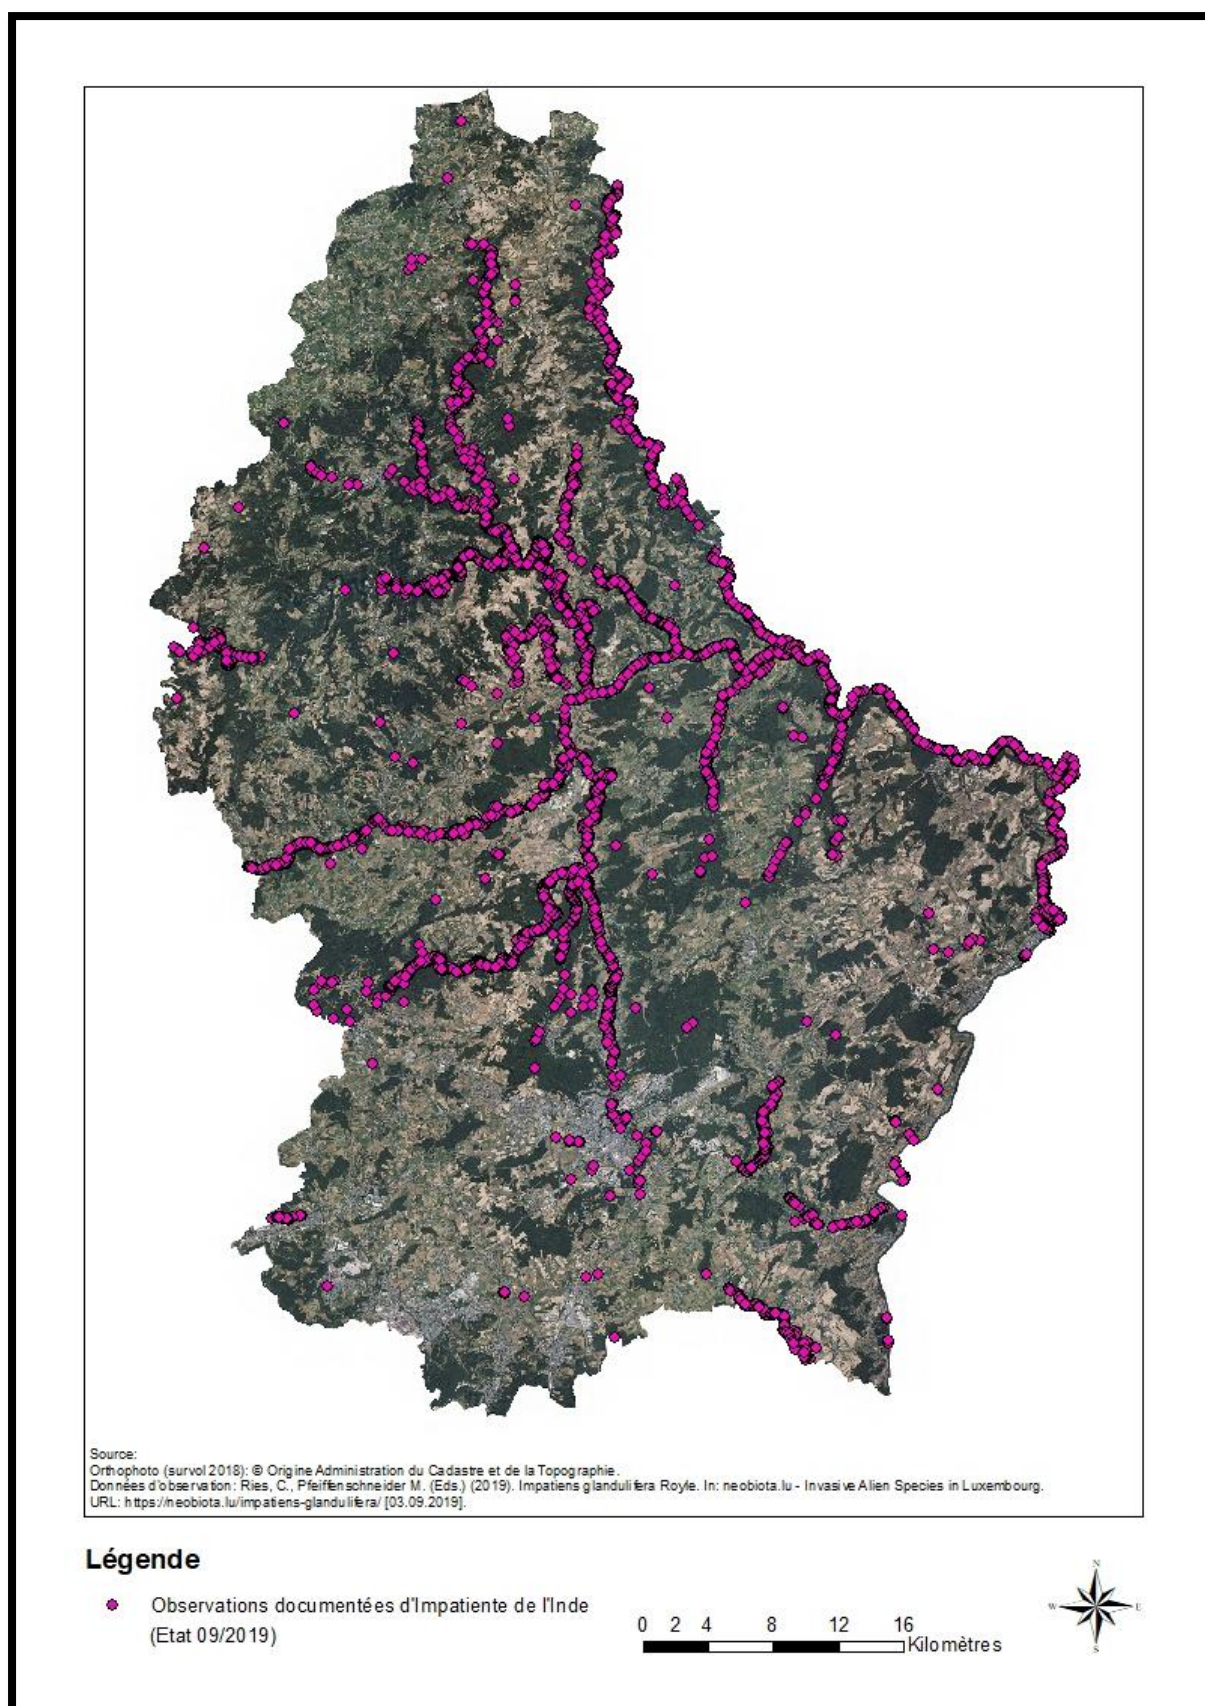 Source:
Orthophoto (survol 2018): © Origine Administration du Cadastre et de la Topographie.
Données d'observation: Ries, C., Pfeiffenschneider M. (Eds.) (2019). Impatiens glandulifera Royle. In: neobiota.lu - Invasive Alien Species in Luxembourg.
URL: https://neobiota.lu/impatiens-glandulifera/ [03.09.2019].
Légende
Observations documentées d'Impatiente de l'Inde
(Etat 09/2019)
0 2 4 8 12 16
Kilomètres
N
W E
S